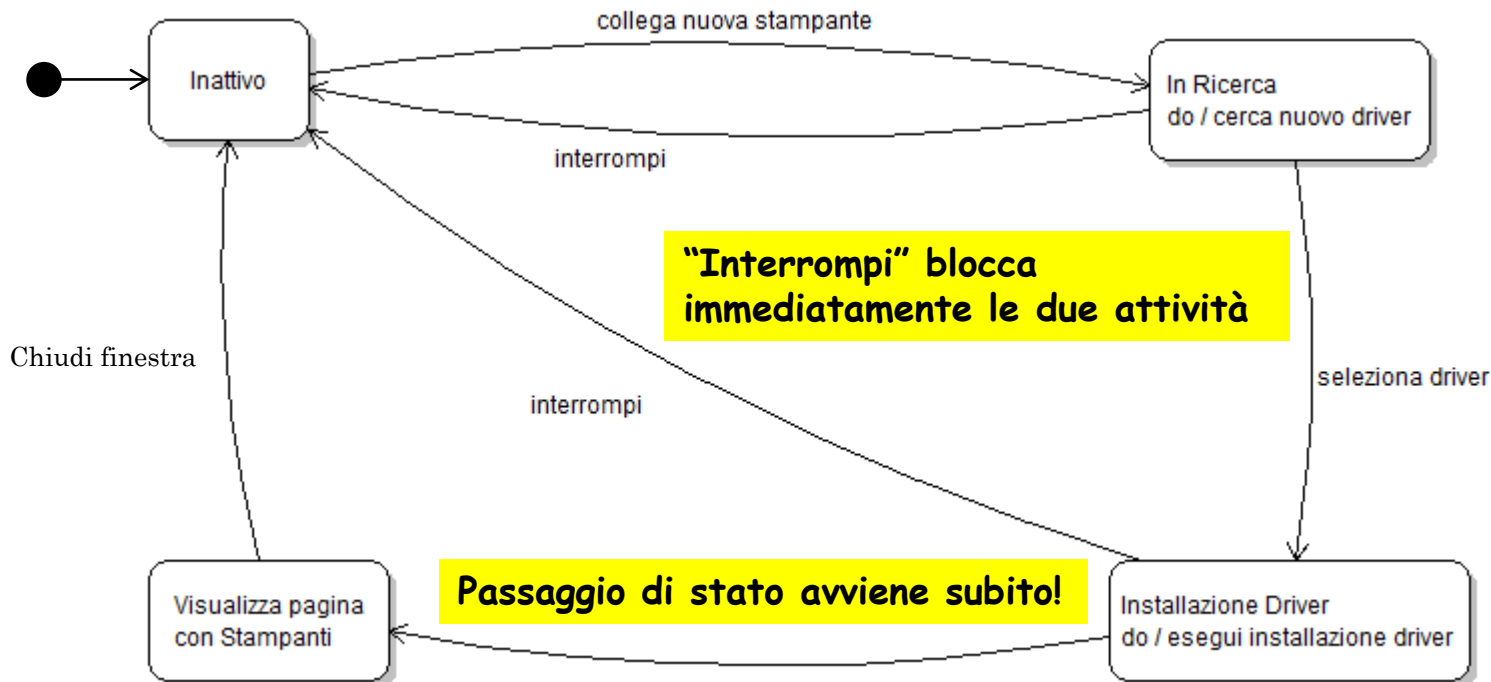 collega nuova stampante
Inattivo
In Ricerca
do / cerca nuovo driver
interrompi
“Interrompi” blocca
immediatamente le due attività
Chiudi finestra
seleziona driver
interrompi
Passaggio di stato avviene subito!
Visualizza pagina
con Stampanti
Installazione Driver
do / esegui installazione driver